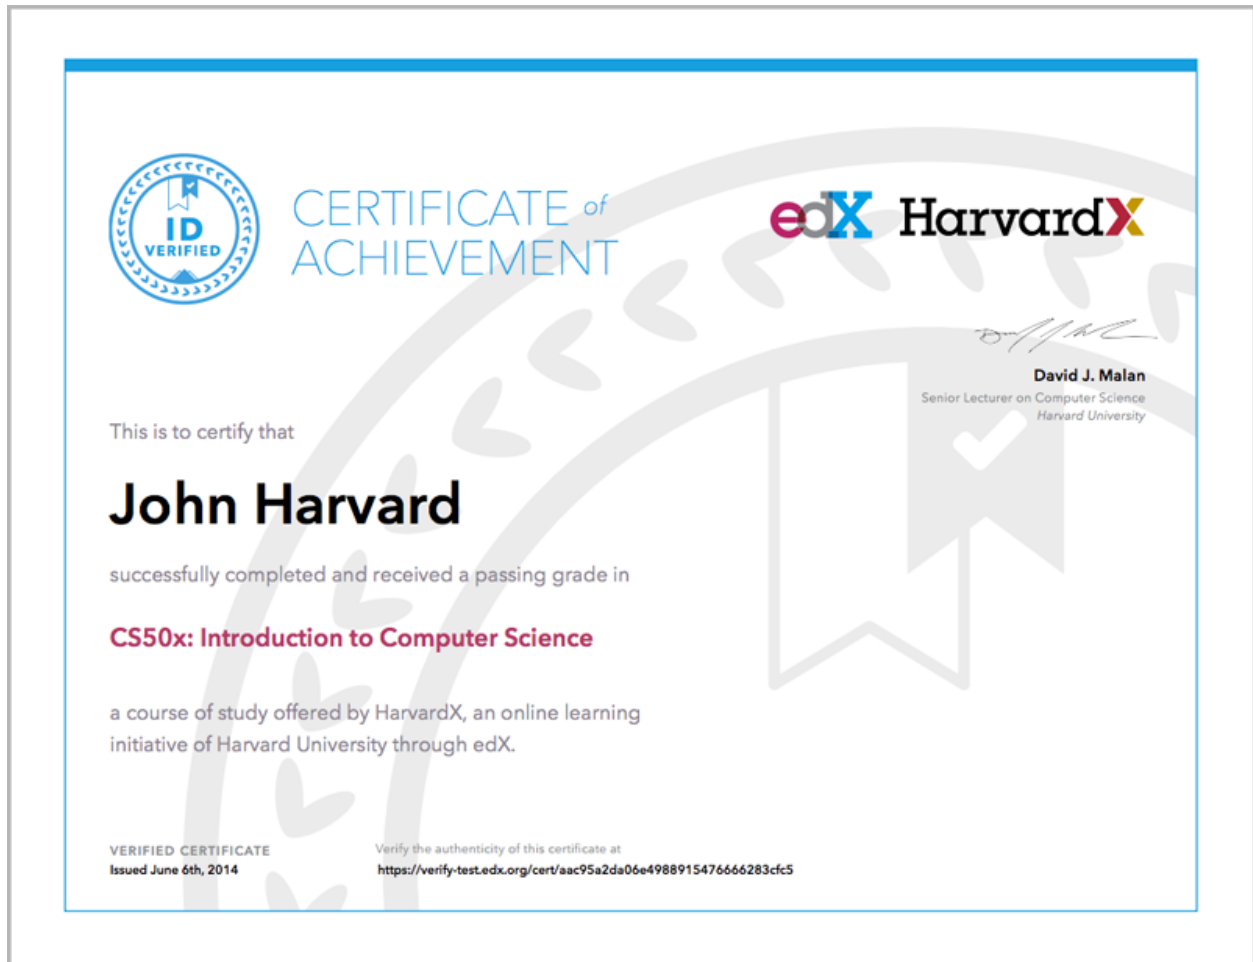 ID
VERIFIED
CERTIFICATE of
ACHIEVEMENT
edX HarvardX
David J. Malan
Senior Lecturer on Computer Science
Harvard University
This is to certify that
John Harvard
successfully completed and received a passing grade in
CS50x: Introduction to Computer Science
a course of study offered by HarvardX, an online learning
initiative of Harvard University through edX.
VERIFIED CERTIFICATE
Issued June 6th, 2014
Verify the authenticity of this certificate at
https://verify-test.edx.org/cert/aac95a2da06e4988915476666283cfc5